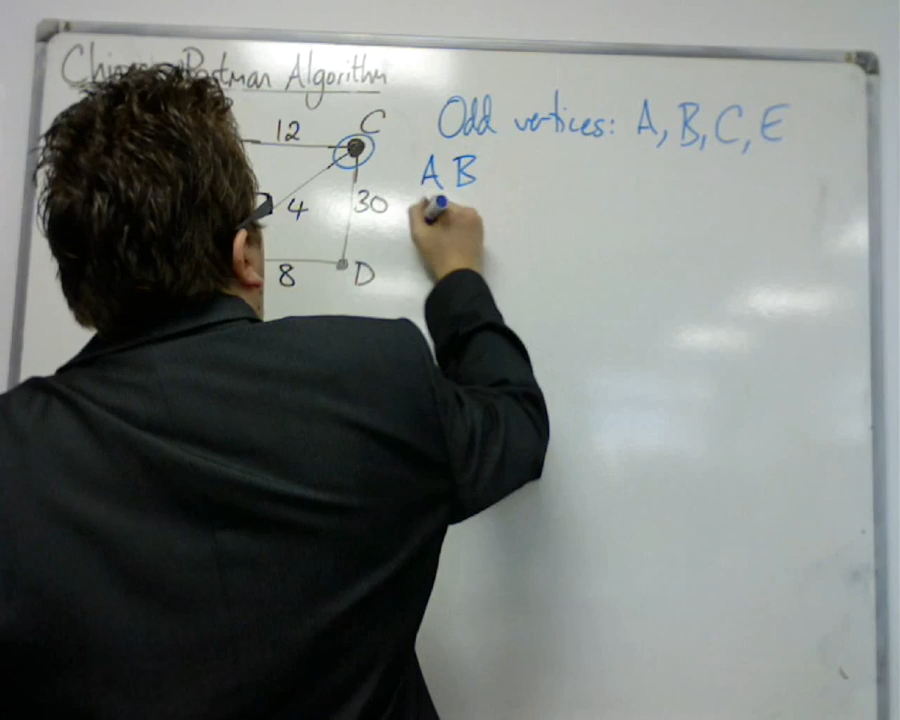 Postman Algorithm
12 C
Odd vertices: A, B, C, E
A B
4 30
8 D